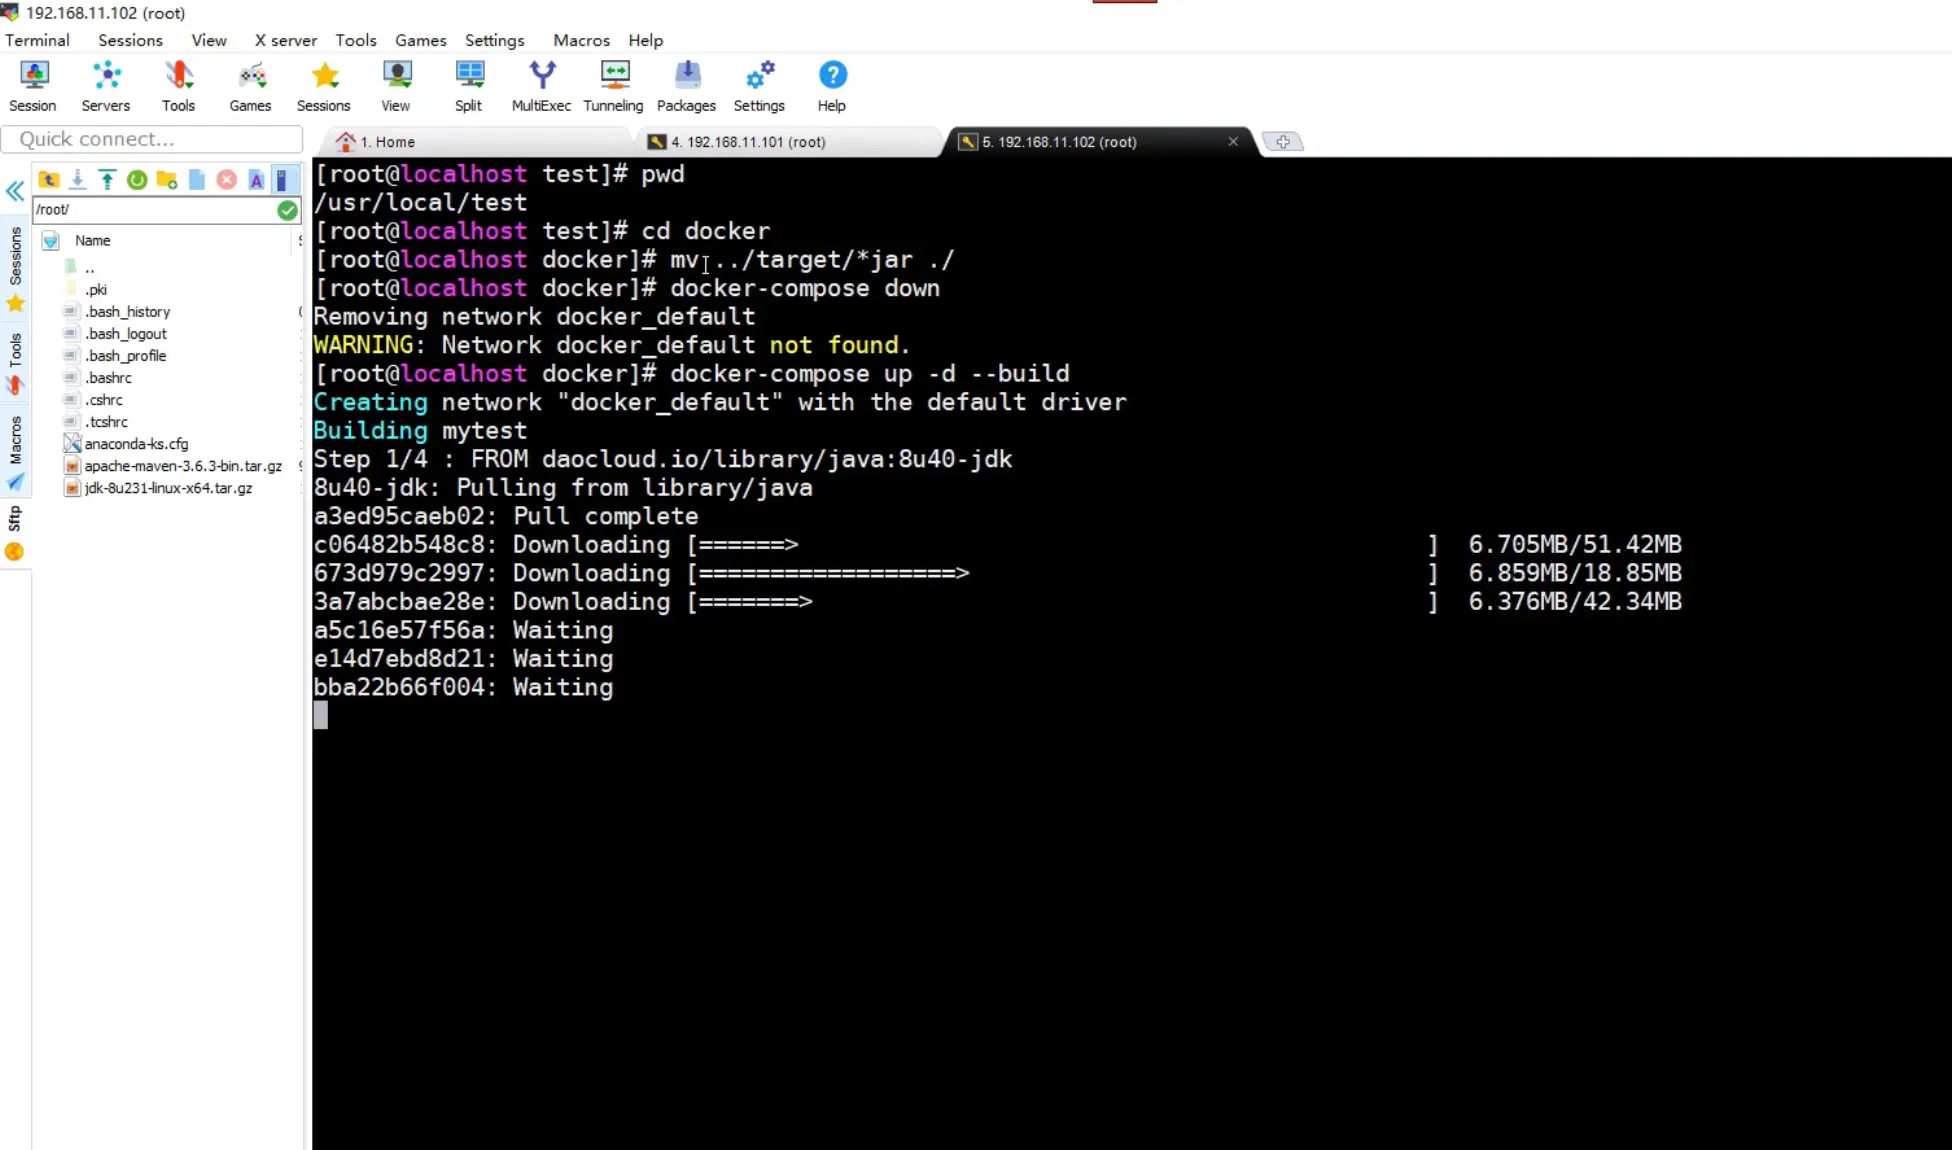 192.168.11.102 (root)
Terminal Sessions View X server Tools Games Settings Macros Help
Session Servers Tools Games Sessions View Split MultiExec Tunneling Packages Settings Help
Quick connect...
1. Home
4. 192.168.11.101 (root)
5. 192.168.11.102 (root)
/root/
Name
..
.pki
.bash_history
.bash_logout
.bash_profile
.bashrc
.cshrc
.tcshrc
anaconda-ks.cfg
apache-maven-3.6.3-bin.tar.gz
jdk-8u231-linux-x64.tar.gz
Sessions
Tools
Macros
Sftp
[root@localhost test]# pwd
/usr/local/test
[root@localhost test]# cd docker
[root@localhost docker]# mv ../target/*jar ./
[root@localhost docker]# docker-compose down
Removing network docker_default
WARNING: Network docker_default not found.
[root@localhost docker]# docker-compose up -d --build
Creating network "docker_default" with the default driver
Building mytest
Step 1/4 : FROM daocloud.io/library/java:8u40-jdk
8u40-jdk: Pulling from library/java
a3ed95caeb02: Pull complete
c06482b548c8: Downloading [======> ] 6.705MB/51.42MB
673d979c2997: Downloading [==================> ] 6.859MB/18.85MB
3a7abcbae28e: Downloading [=======> ] 6.376MB/42.34MB
a5c16e57f56a: Waiting
e14d7ebd8d21: Waiting
bba22b66f004: Waiting